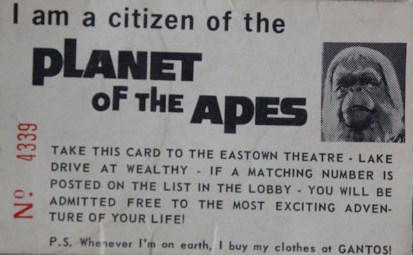 I am a citizen of the
PLANET
OF THE APES
TAKE THIS CARD TO THE EASTOWN THEATRE - LAKE
DRIVE AT WEALTHY - IF A MATCHING NUMBER IS
POSTED ON THE LIST IN THE LOBBY - YOU WILL BE
ADMITTED FREE TO THE MOST EXCITING ADVEN-
TURE OF YOUR LIFE!
P.S. Whenever I'm on earth, I buy my clothes at GANTOS!
Nº 4339